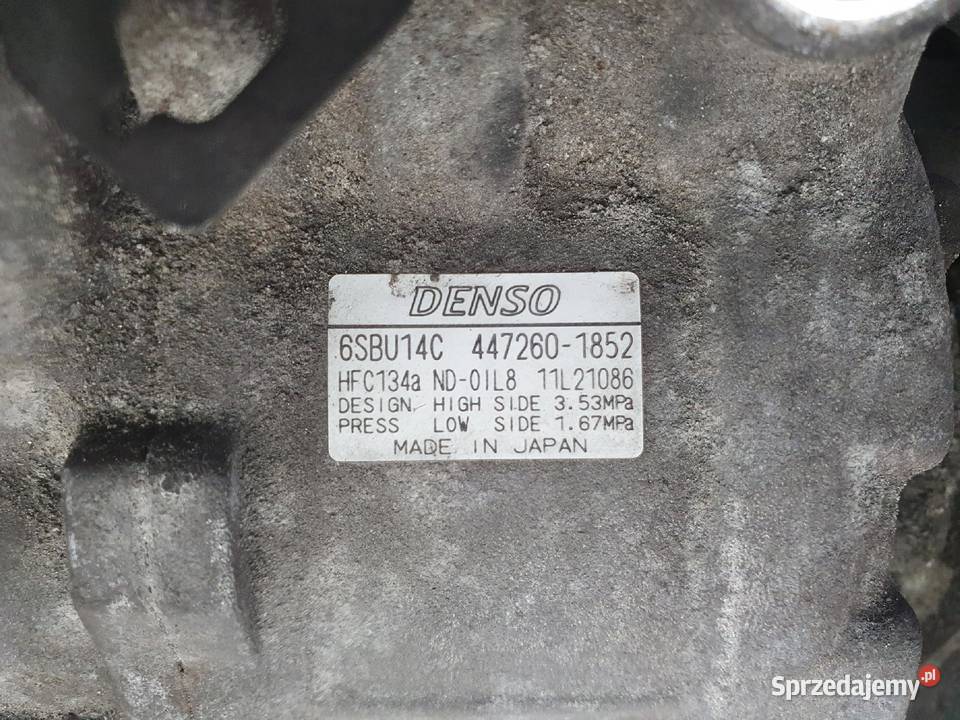 DENSO
6SBU14C 447260-1852
HFC134a ND-OIL8 11L21086
DESIGN HIGH SIDE 3.53MPa
PRESS LOW SIDE 1.67MPa
MADE IN JAPAN
Sprzedajemy.pl